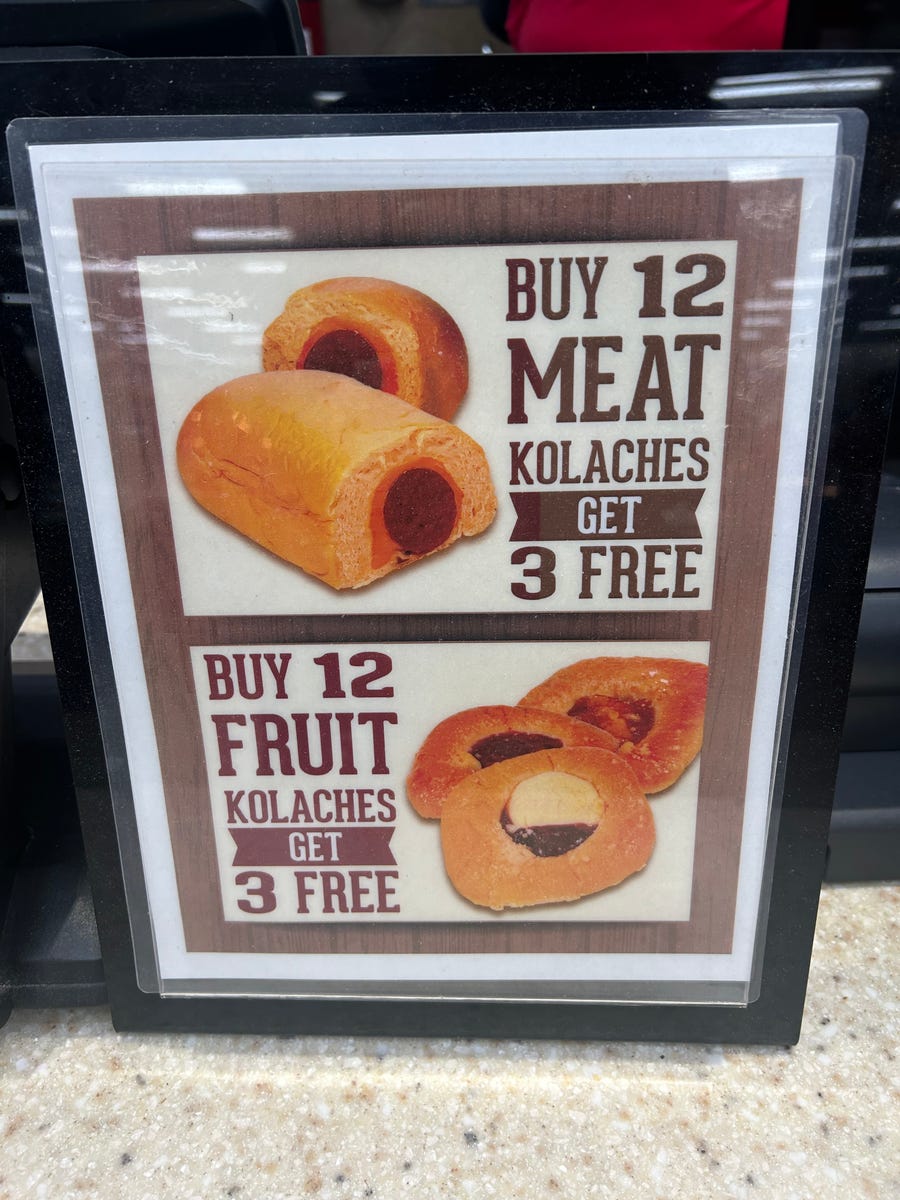 BUY 12
MEAT
KOLACHES
GET
3 FREE
BUY 12
FRUIT
KOLACHES
GET
3 FREE